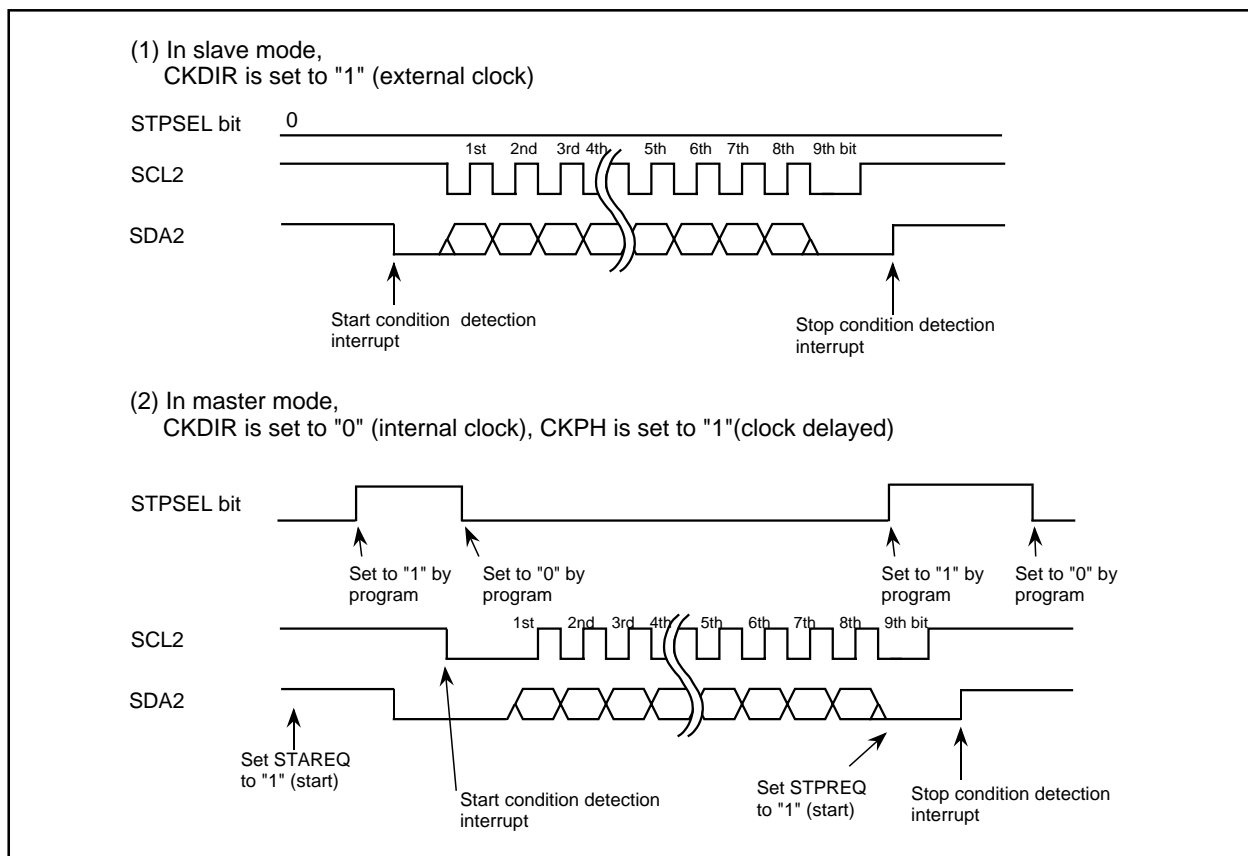 (1) In slave mode,
CKDIR is set to "1" (external clock)
STPSEL bit
0
1st 2nd 3rd 4th 5th 6th 7th 8th 9th bit
SCL2
SDA2
Start condition detection
interrupt
Stop condition detection
interrupt
(2) In master mode,
CKDIR is set to "0" (internal clock), CKPH is set to "1"(clock delayed)
STPSEL bit
Set to "1" by
program
Set to "0" by
program
Set to "1" by
program
Set to "0" by
program
1st 2nd 3rd 4th 5th 6th 7th 8th 9th bit
SCL2
SDA2
Set STAREQ
to "1" (start)
Start condition detection
interrupt
Set STPREQ
to "1" (start)
Stop condition detection
interrupt